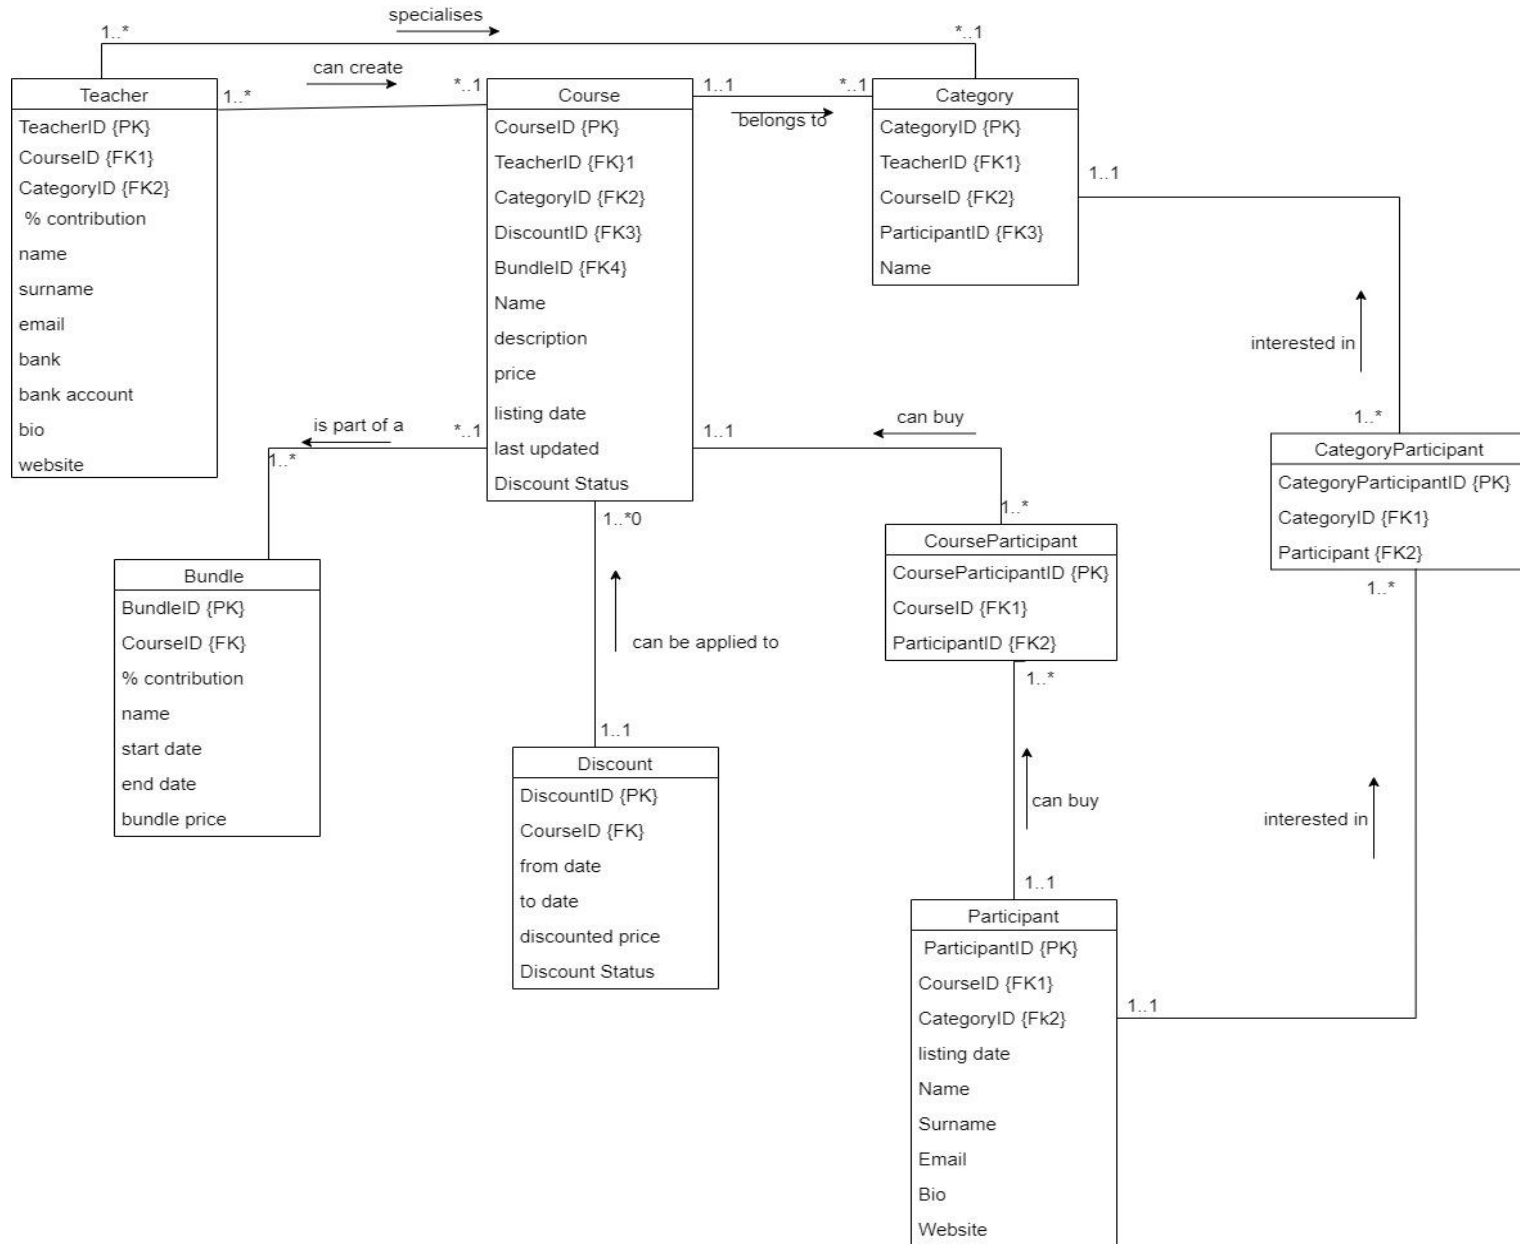 specialises
1..*
*..1
can create
1..*
*..1
1..1
*..1
belongs to
Teacher
TeacherID {PK}
CourseID {FK1}
CategoryID {FK2}
% contribution
name
surname
email
bank
bank account
bio
website
Course
CourseID {PK}
TeacherID {FK}1
CategoryID {FK2}
DiscountID {FK3}
BundleID {FK4}
Name
description
price
listing date
last updated
Discount Status
Category
CategoryID {PK}
TeacherID {FK1}
CourseID {FK2}
ParticipantID {FK3}
Name
1..1
interested in
1..*
is part of a
*..1
1..*
1..1
can buy
1..*
CategoryParticipant
CategoryParticipantID {PK}
CategoryID {FK1}
Participant {FK2}
1..*
1..*0
CourseParticipant
CourseParticipantID {PK}
CourseID {FK1}
ParticipantID {FK2}
1..*
Bundle
BundleID {PK}
CourseID {FK}
% contribution
name
start date
end date
bundle price
can be applied to
1..1
Discount
DiscountID {PK}
CourseID {FK}
from date
to date
discounted price
Discount Status
can buy
interested in
1..1
Participant
ParticipantID {PK}
CourseID {FK1}
CategoryID {Fk2}
listing date
Name
Surname
Email
Bio
Website
1..1